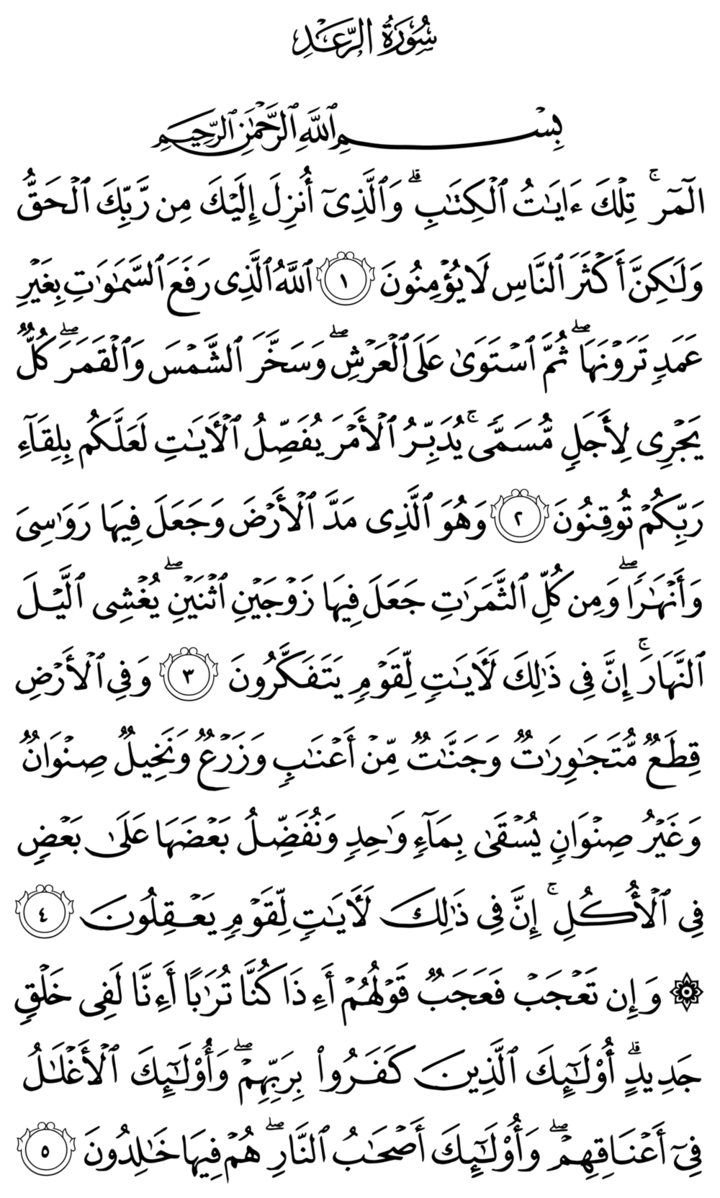 سُورَةُ الرَّعْدِ
بِسْمِ ٱللَّهِ ٱلرَّحْمَٰنِ ٱلرَّحِيمِ
الٓمٓرۚ تِلْكَ ءَايَٰتُ ٱلْكِتَٰبِۗ وَٱلَّذِىٓ أُنزِلَ إِلَيْكَ مِن رَّبِّكَ ٱلْحَقُّ
وَلَٰكِنَّ أَكْثَرَ ٱلنَّاسِ لَا يُؤْمِنُونَ ١ ٱللَّهُ ٱلَّذِى رَفَعَ ٱلسَّمَٰوَٰتِ بِغَيْرِ
عَمَدٍ تَرَوْنَهَاۖ ثُمَّ ٱسْتَوَىٰ عَلَى ٱلْعَرْشِۖ وَسَخَّرَ ٱلشَّمْسَ وَٱلْقَمَرَۖ كُلٌّ
يَجْرِى لِأَجَلٍ مُّسَمًّىۚ يُدَبِّرُ ٱلْأَمْرَ يُفَصِّلُ ٱلْأَيَٰتِ لَعَلَّكُم بِلِقَآءِ
رَبِّكُمْ تُوقِنُونَ ٢ وَهُوَ ٱلَّذِى مَدَّ ٱلْأَرْضَ وَجَعَلَ فِيهَا رَوَٰسِىَ
وَأَنْهَٰرًاۖ وَمِن كُلِّ ٱلثَّمَرَٰتِ جَعَلَ فِيهَا زَوْجَيْنِ ٱثْنَيْنِۖ يُغْشِى ٱلَّيْلَ
ٱلنَّهَارَۚ إِنَّ فِى ذَٰلِكَ لَأَيَٰتٍ لِّقَوْمٍ يَتَفَكَّرُونَ ٣ وَفِى ٱلْأَرْضِ
قِطَعٌ مُّتَجَٰوِرَٰتٌ وَجَنَّٰتٌ مِّنْ أَعْنَٰبٍ وَزَرْعٌ وَنَخِيلٌ صِنْوَانٌ
وَغَيْرُ صِنْوَانٍ يُسْقَىٰ بِمَآءٍ وَٰحِدٍ وَنُفَضِّلُ بَعْضَهَا عَلَىٰ بَعْضٍ
فِى ٱلْأُكُلِۚ إِنَّ فِى ذَٰلِكَ لَأَيَٰتٍ لِّقَوْمٍ يَعْقِلُونَ ٤
۞ وَإِن تَعْجَبْ فَعَجَبٌ قَوْلُهُمْ أَءِذَا كُنَّا تُرَٰبًا أَءِنَّا لَفِى خَلْقٍ
جَدِيدٍۗ أُو۟لَٰٓئِكَ ٱلَّذِينَ كَفَرُوا۟ بِرَبِّهِمْۖ وَأُو۟لَٰٓئِكَ ٱلْأَغْلَٰلُ
فِىٓ أَعْنَاقِهِمْۖ وَأُو۟لَٰٓئِكَ أَصْحَٰبُ ٱلنَّارِۖ هُمْ فِيهَا خَٰلِدُونَ ٥